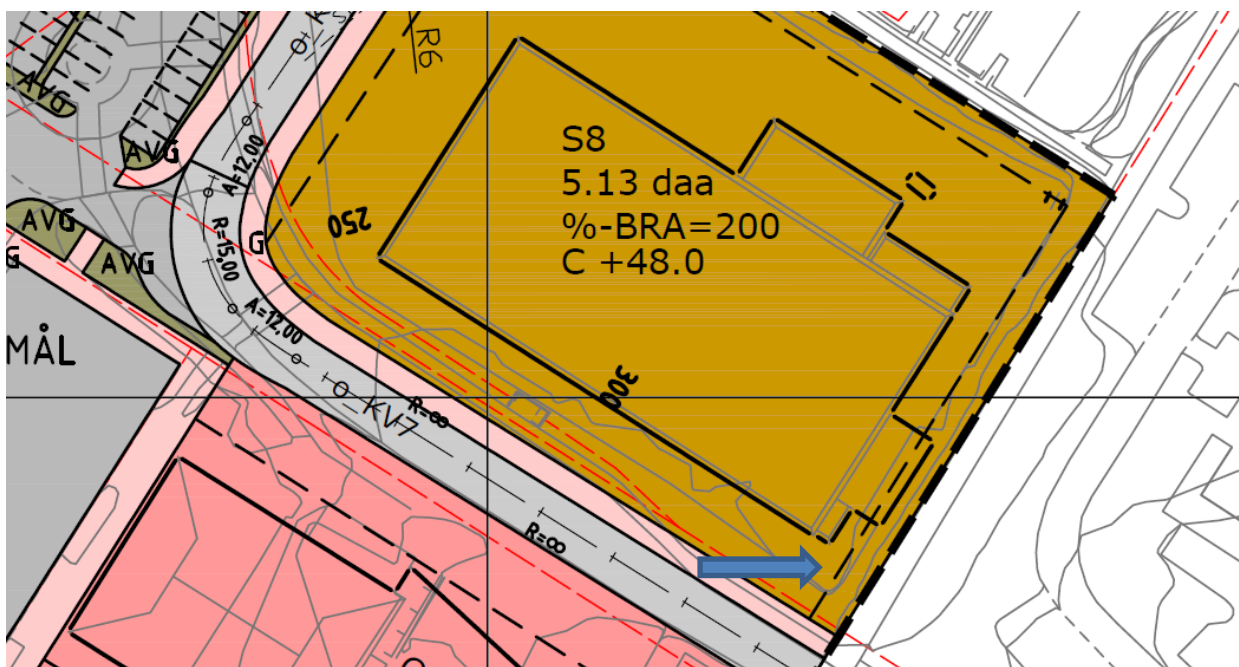 R6
AVG
AVG
AVG
AVG
G
G
MÅL
A=12,00
R=15,00
A=12,00
250
S8
5.13 daa
%-BRA=200
C +48.0
300
o_KV7
R=∞
R=∞